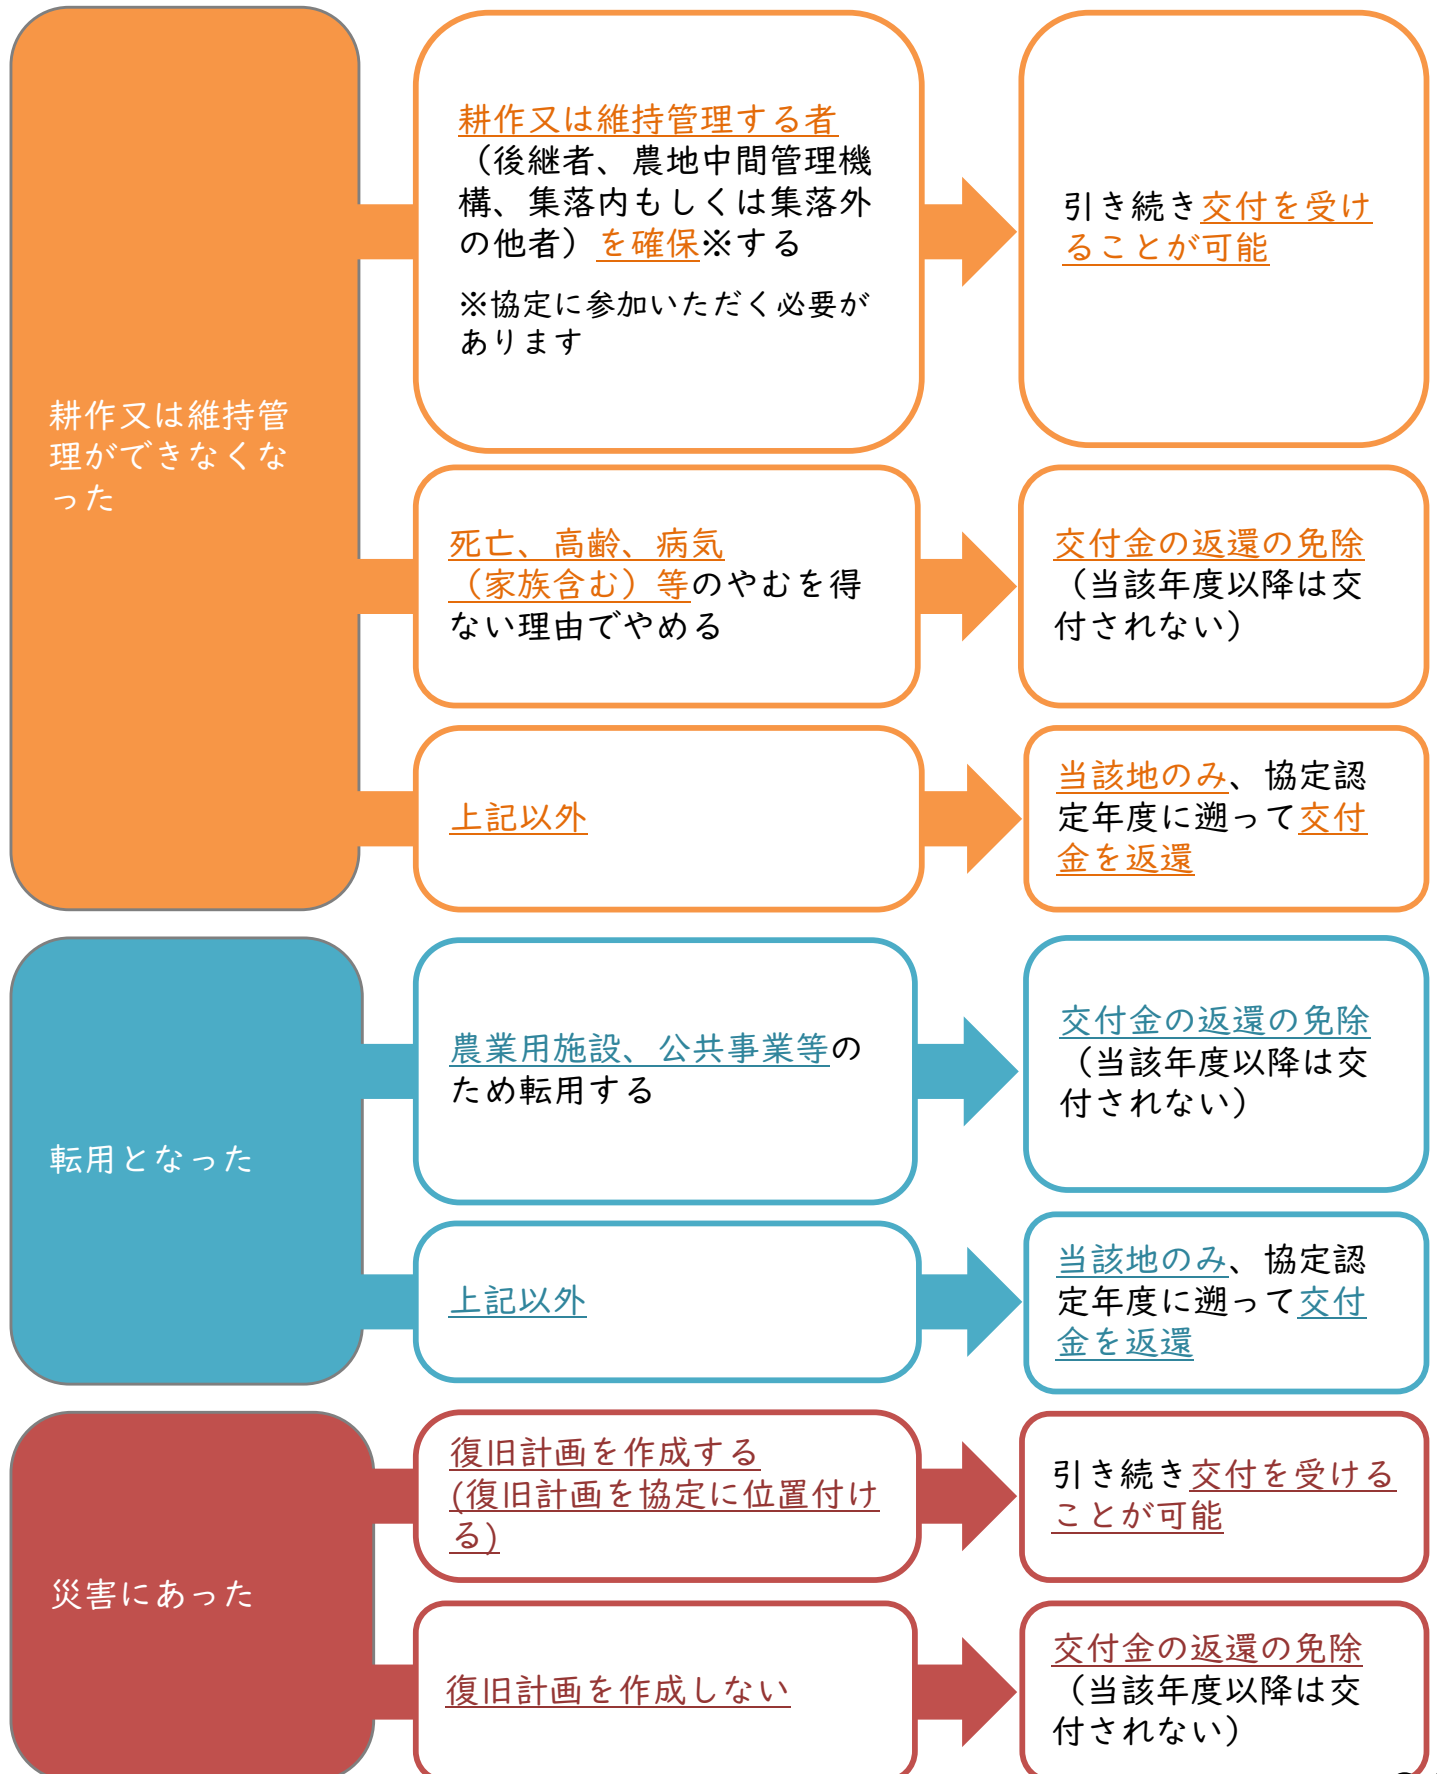 耕作又は維持管
理ができなくな
った
耕作又は維持管理する者
（後継者、農地中間管理機
構、集落内もしくは集落外
の他者）を確保※する
※協定に参加いただく必要が
あります
引き続き交付を受け
ることが可能
死亡、高齢、病気
（家族含む）等のやむを得
ない理由でやめる
交付金の返還の免除
（当該年度以降は交
付されない）
上記以外
当該地のみ、協定認
定年度に遡って交付
金を返還
転用となった
農業用施設、公共事業等の
ため転用する
交付金の返還の免除
（当該年度以降は交
付されない）
上記以外
当該地のみ、協定認
定年度に遡って交付
金を返還
災害にあった
復旧計画を作成する
(復旧計画を協定に位置付け
る)
引き続き交付を受ける
ことが可能
復旧計画を作成しない
交付金の返還の免除
（当該年度以降は交
付されない）